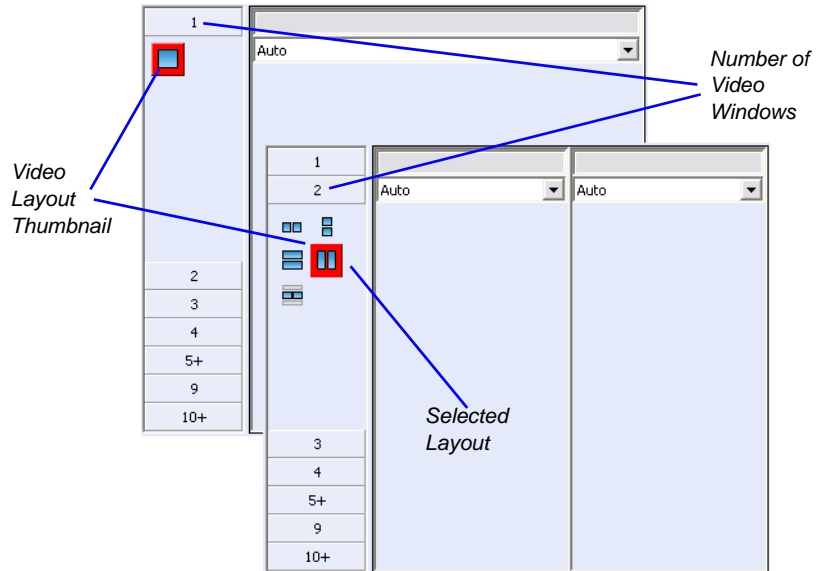 1
Auto
Number of
Video
Windows
Video
Layout
Thumbnail
2
3
4
5+
9
10+
1
2
Auto
Auto
Selected
Layout
3
4
5+
9
10+